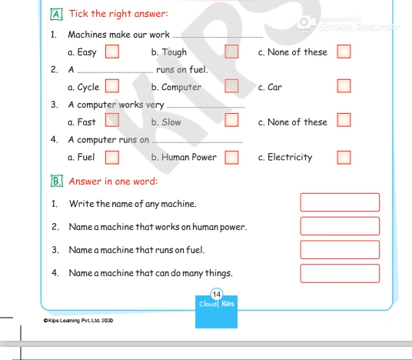 A Tick the right answer:
1. Machines make our work
a. Easy b. Tough c. None of these
2. A runs on fuel.
a. Cycle b. Computer c. Car
3. A computer works very
a. Fast b. Slow c. None of these
4. A computer runs on
a. Fuel b. Human Power c. Electricity
B Answer in one word:
1. Write the name of any machine.
2. Name a machine that works on human power.
3. Name a machine that runs on fuel.
4. Name a machine that can do many things.
14
Cloud Kips
©Kips Learning Pvt. Ltd. 2020
KIPS
Screen Recorder